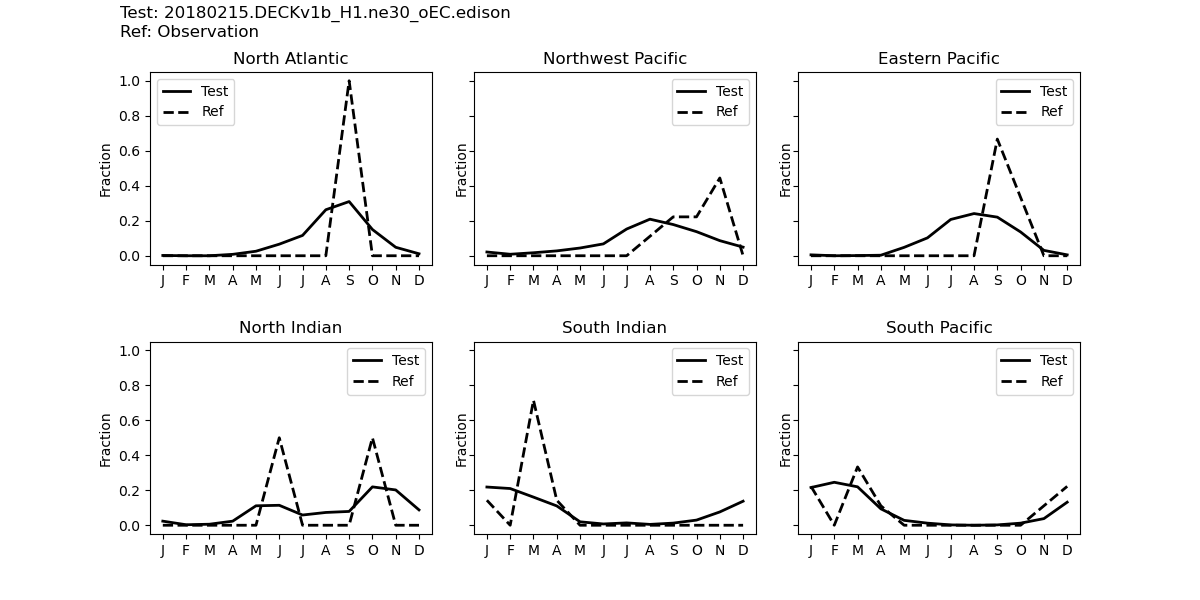 Test: 20180215.DECKv1b_H1.ne30_oEC.edison
Ref: Observation
North Atlantic
Northwest Pacific
Eastern Pacific
Test
Ref
Test
Ref
Test
Ref
1.0
0.8
0.6
0.4
0.2
0.0
Fraction
Fraction
Fraction
J F M A M J J A S O N D
J F M A M J J A S O N D
J F M A M J J A S O N D
North Indian
South Indian
South Pacific
Test
Ref
Test
Ref
Test
Ref
1.0
0.8
0.6
0.4
0.2
0.0
Fraction
Fraction
Fraction
J F M A M J J A S O N D
J F M A M J J A S O N D
J F M A M J J A S O N D